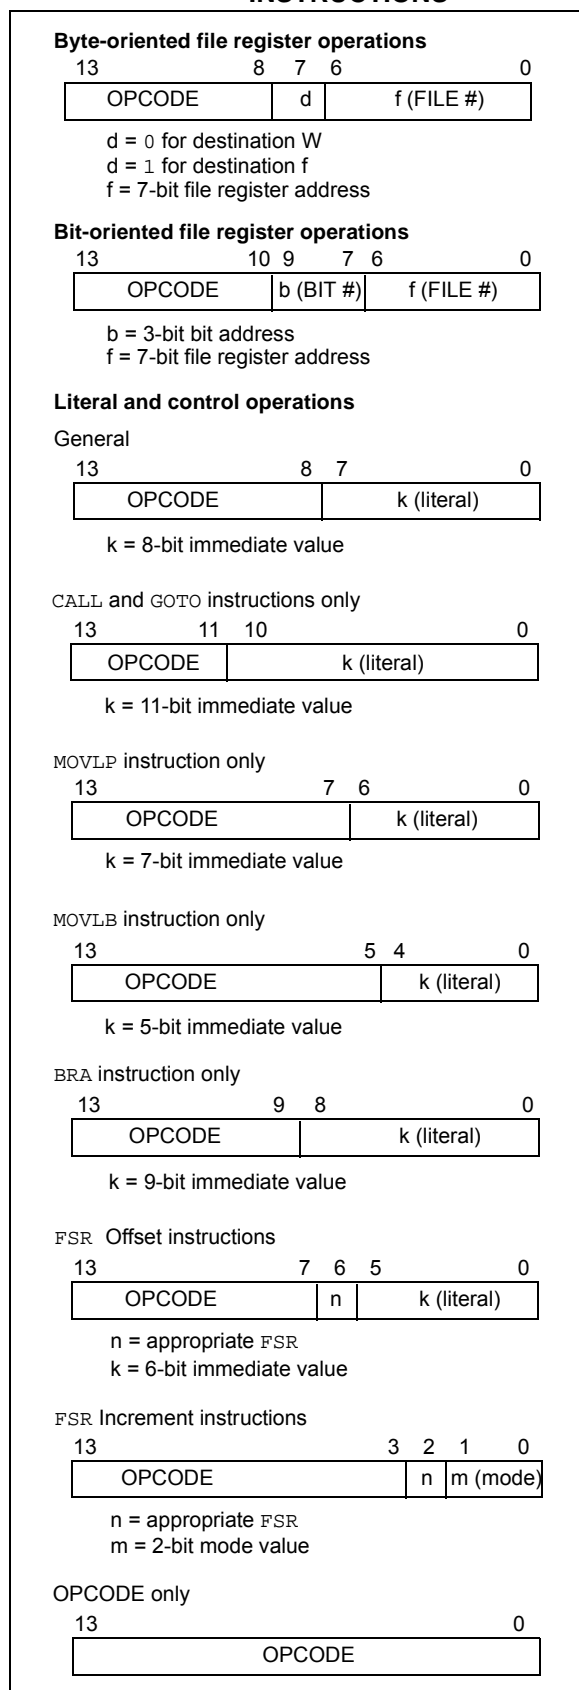 INSTRUCTIONS
Byte-oriented file register operations
13 8 7 6 0
OPCODE d f (FILE #)
d = 0 for destination W
d = 1 for destination f
f = 7-bit file register address
Bit-oriented file register operations
13 10 9 7 6 0
OPCODE b (BIT #) f (FILE #)
b = 3-bit bit address
f = 7-bit file register address
Literal and control operations
General
13 8 7 0
OPCODE k (literal)
k = 8-bit immediate value
CALL and GOTO instructions only
13 11 10 0
OPCODE k (literal)
k = 11-bit immediate value
MOVLP instruction only
13 7 6 0
OPCODE k (literal)
k = 7-bit immediate value
MOVLB instruction only
13 5 4 0
OPCODE k (literal)
k = 5-bit immediate value
BRA instruction only
13 9 8 0
OPCODE k (literal)
k = 9-bit immediate value
FSR Offset instructions
13 7 6 5 0
OPCODE n k (literal)
n = appropriate FSR
k = 6-bit immediate value
FSR Increment instructions
13 3 2 1 0
OPCODE n m (mode)
n = appropriate FSR
m = 2-bit mode value
OPCODE only
13 0
OPCODE